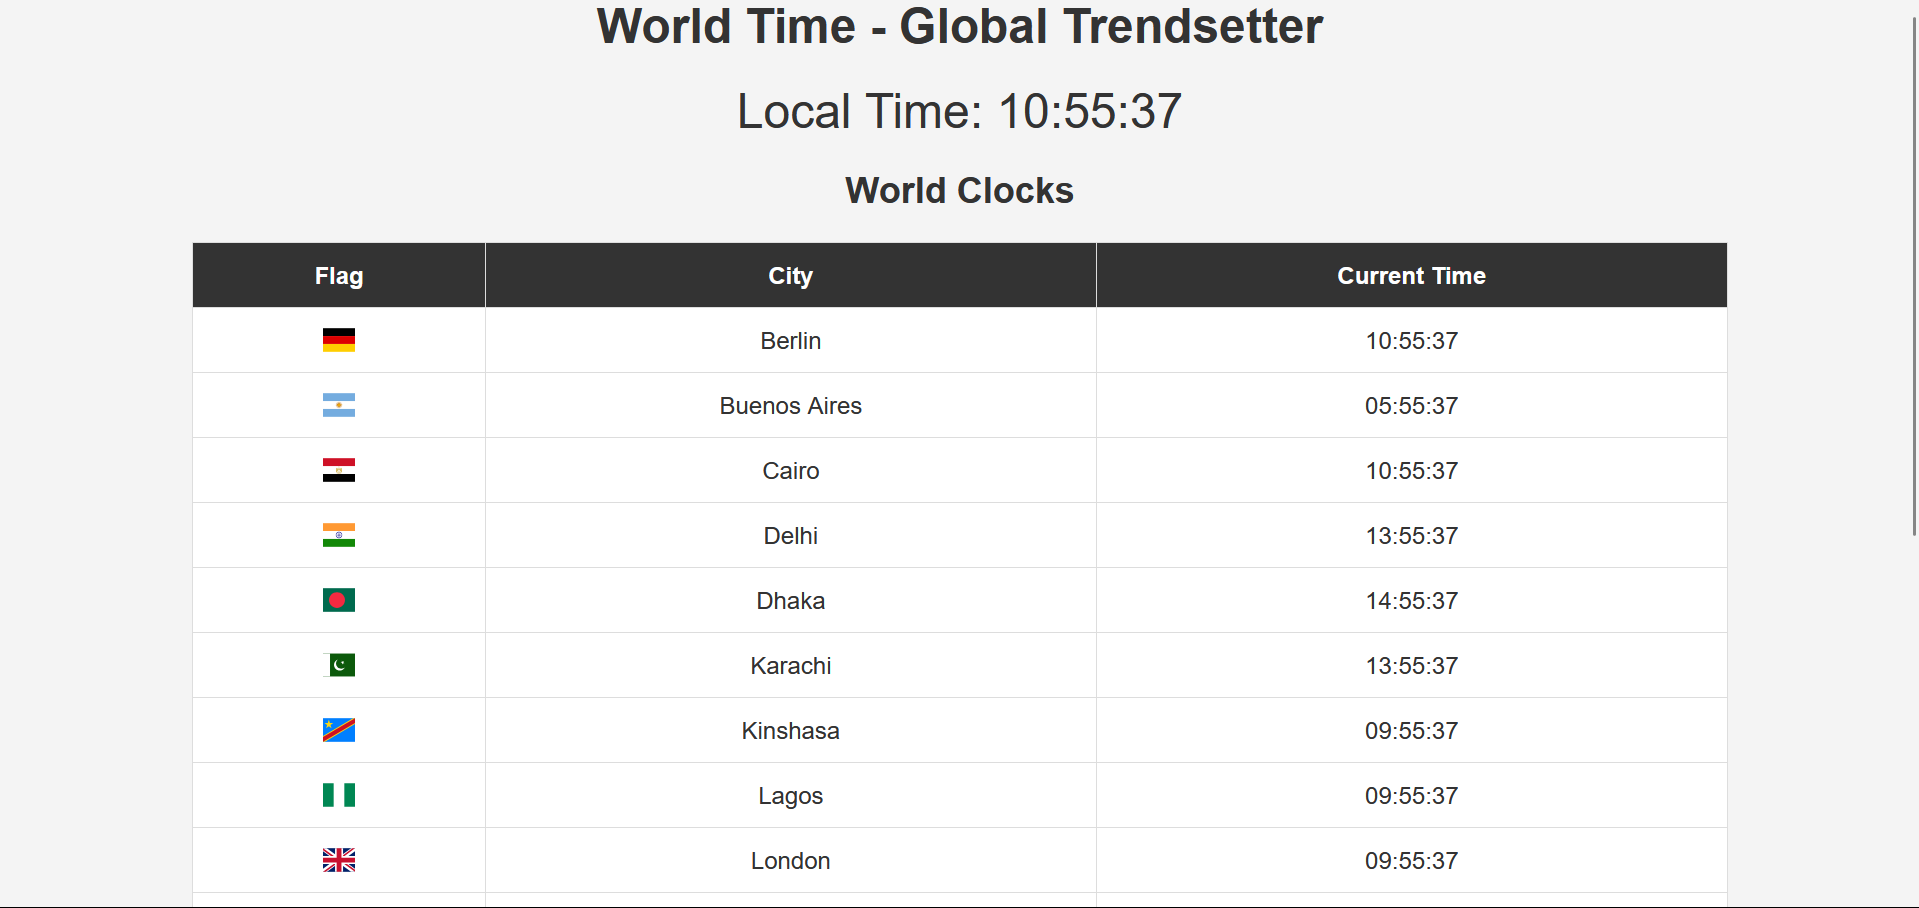 World Time - Global Trendsetter
Local Time: 10:55:37
World Clocks
Flag City Current Time
Berlin 10:55:37
Buenos Aires 05:55:37
Cairo 10:55:37
Delhi 13:55:37
Dhaka 14:55:37
Karachi 13:55:37
Kinshasa 09:55:37
Lagos 09:55:37
London 09:55:37